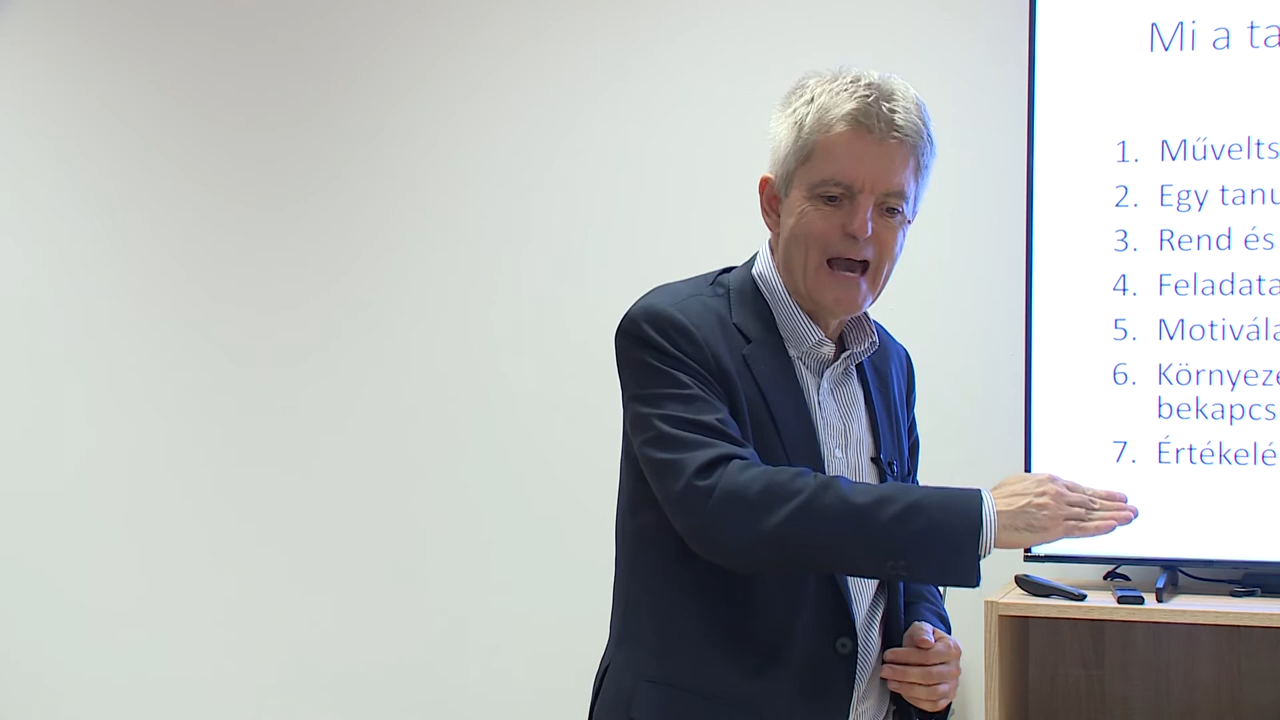 Mi a ta
1. Művelts
2. Egy tanu
3. Rend és
4. Feladata
5. Motivála
6. Környeze
bekapcs
7. Értékelé